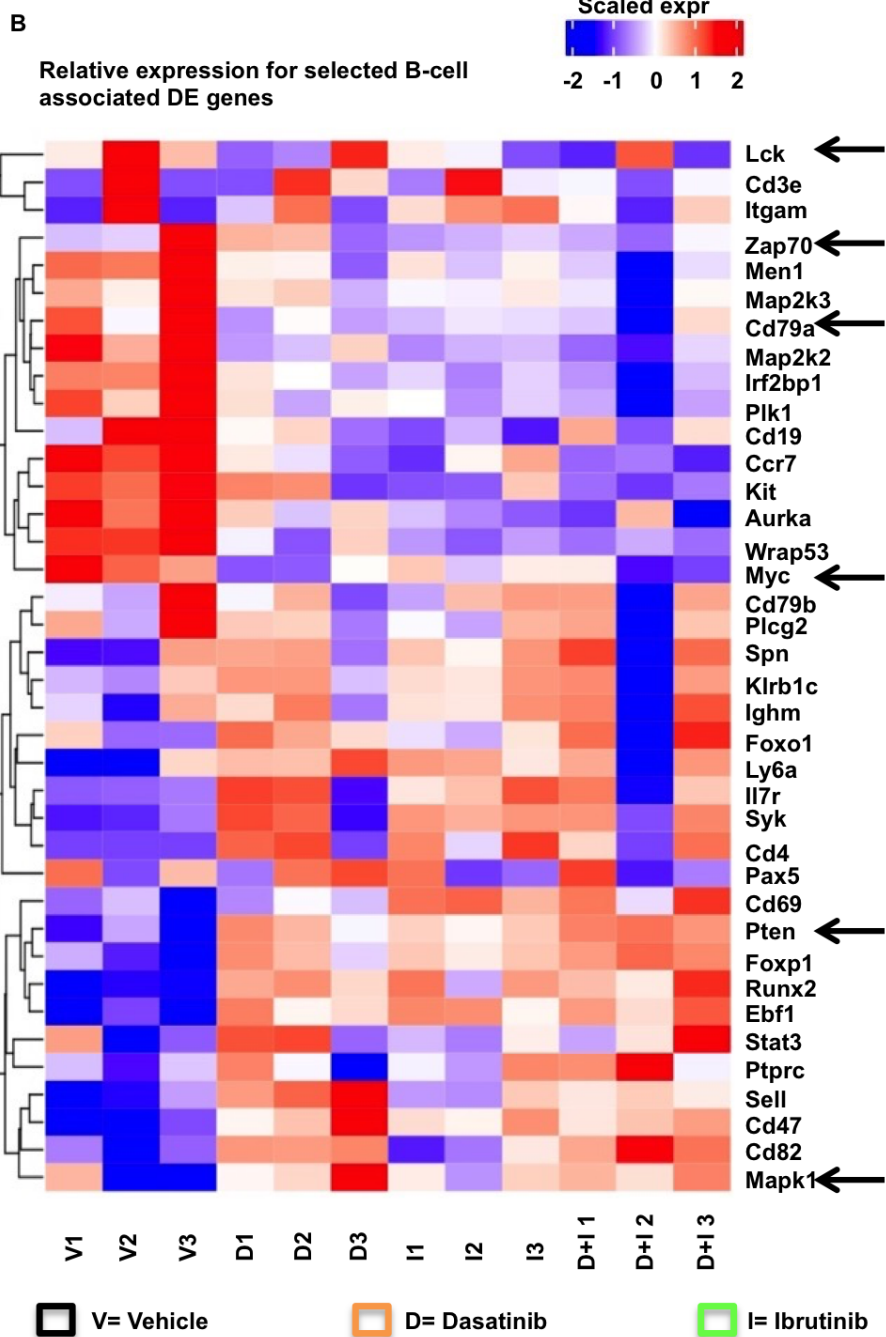 B
Scaled expr
Relative expression for selected B-cell
associated DE genes
-2 -1 0 1 2
Lck
Cd3e
Itgam
Zap70
Men1
Map2k3
Cd79a
Map2k2
Irf2bp1
Plk1
Cd19
Ccr7
Kit
Aurka
Wrap53
Myc
Cd79b
Plcg2
Spn
Klrb1c
Ighm
Foxo1
Ly6a
Il7r
Syk
Cd4
Pax5
Cd69
Pten
Foxp1
Runx2
Ebf1
Stat3
Ptprc
Sell
Cd47
Cd82
Mapk1
V1 V2 V3 D1 D2 D3 I1 I2 I3 D+I 1 D+I 2 D+I 3
V= Vehicle D= Dasatinib I= Ibrutinib